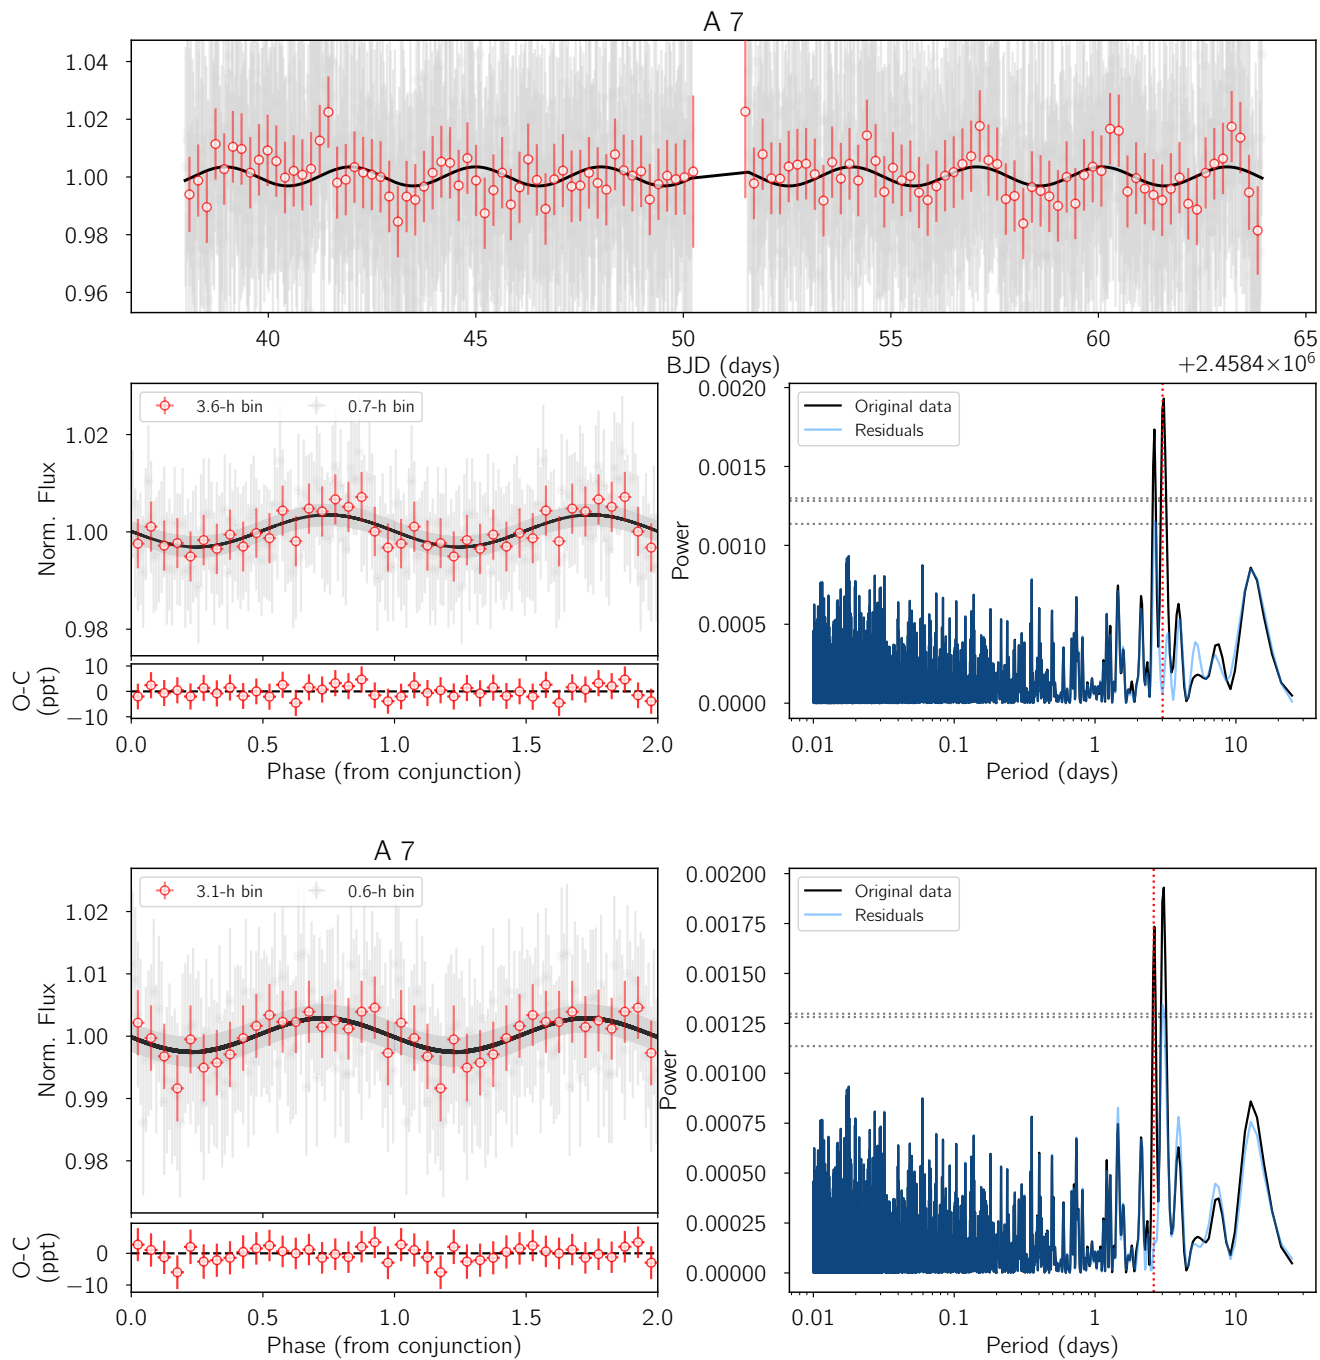 A 7
1.04
1.02
1.00
0.98
0.96
40 45 50 55 60 65
BJD (days)
+2.4584×10⁶
3.6-h bin 0.7-h bin
1.02
1.00
0.98
Norm. Flux
10
0
−10
O-C
(ppt)
0.0 0.5 1.0 1.5 2.0
Phase (from conjunction)
Original data
Residuals
0.0020
0.0015
0.0010
0.0005
0.0000
Power
0.01 0.1 1 10
Period (days)
A 7
3.1-h bin 0.6-h bin
1.02
1.01
1.00
0.99
0.98
Norm. Flux
0
−10
O-C
(ppt)
0.0 0.5 1.0 1.5 2.0
Phase (from conjunction)
Original data
Residuals
0.00200
0.00175
0.00150
0.00125
0.00100
0.00075
0.00050
0.00025
0.00000
Power
0.01 0.1 1 10
Period (days)